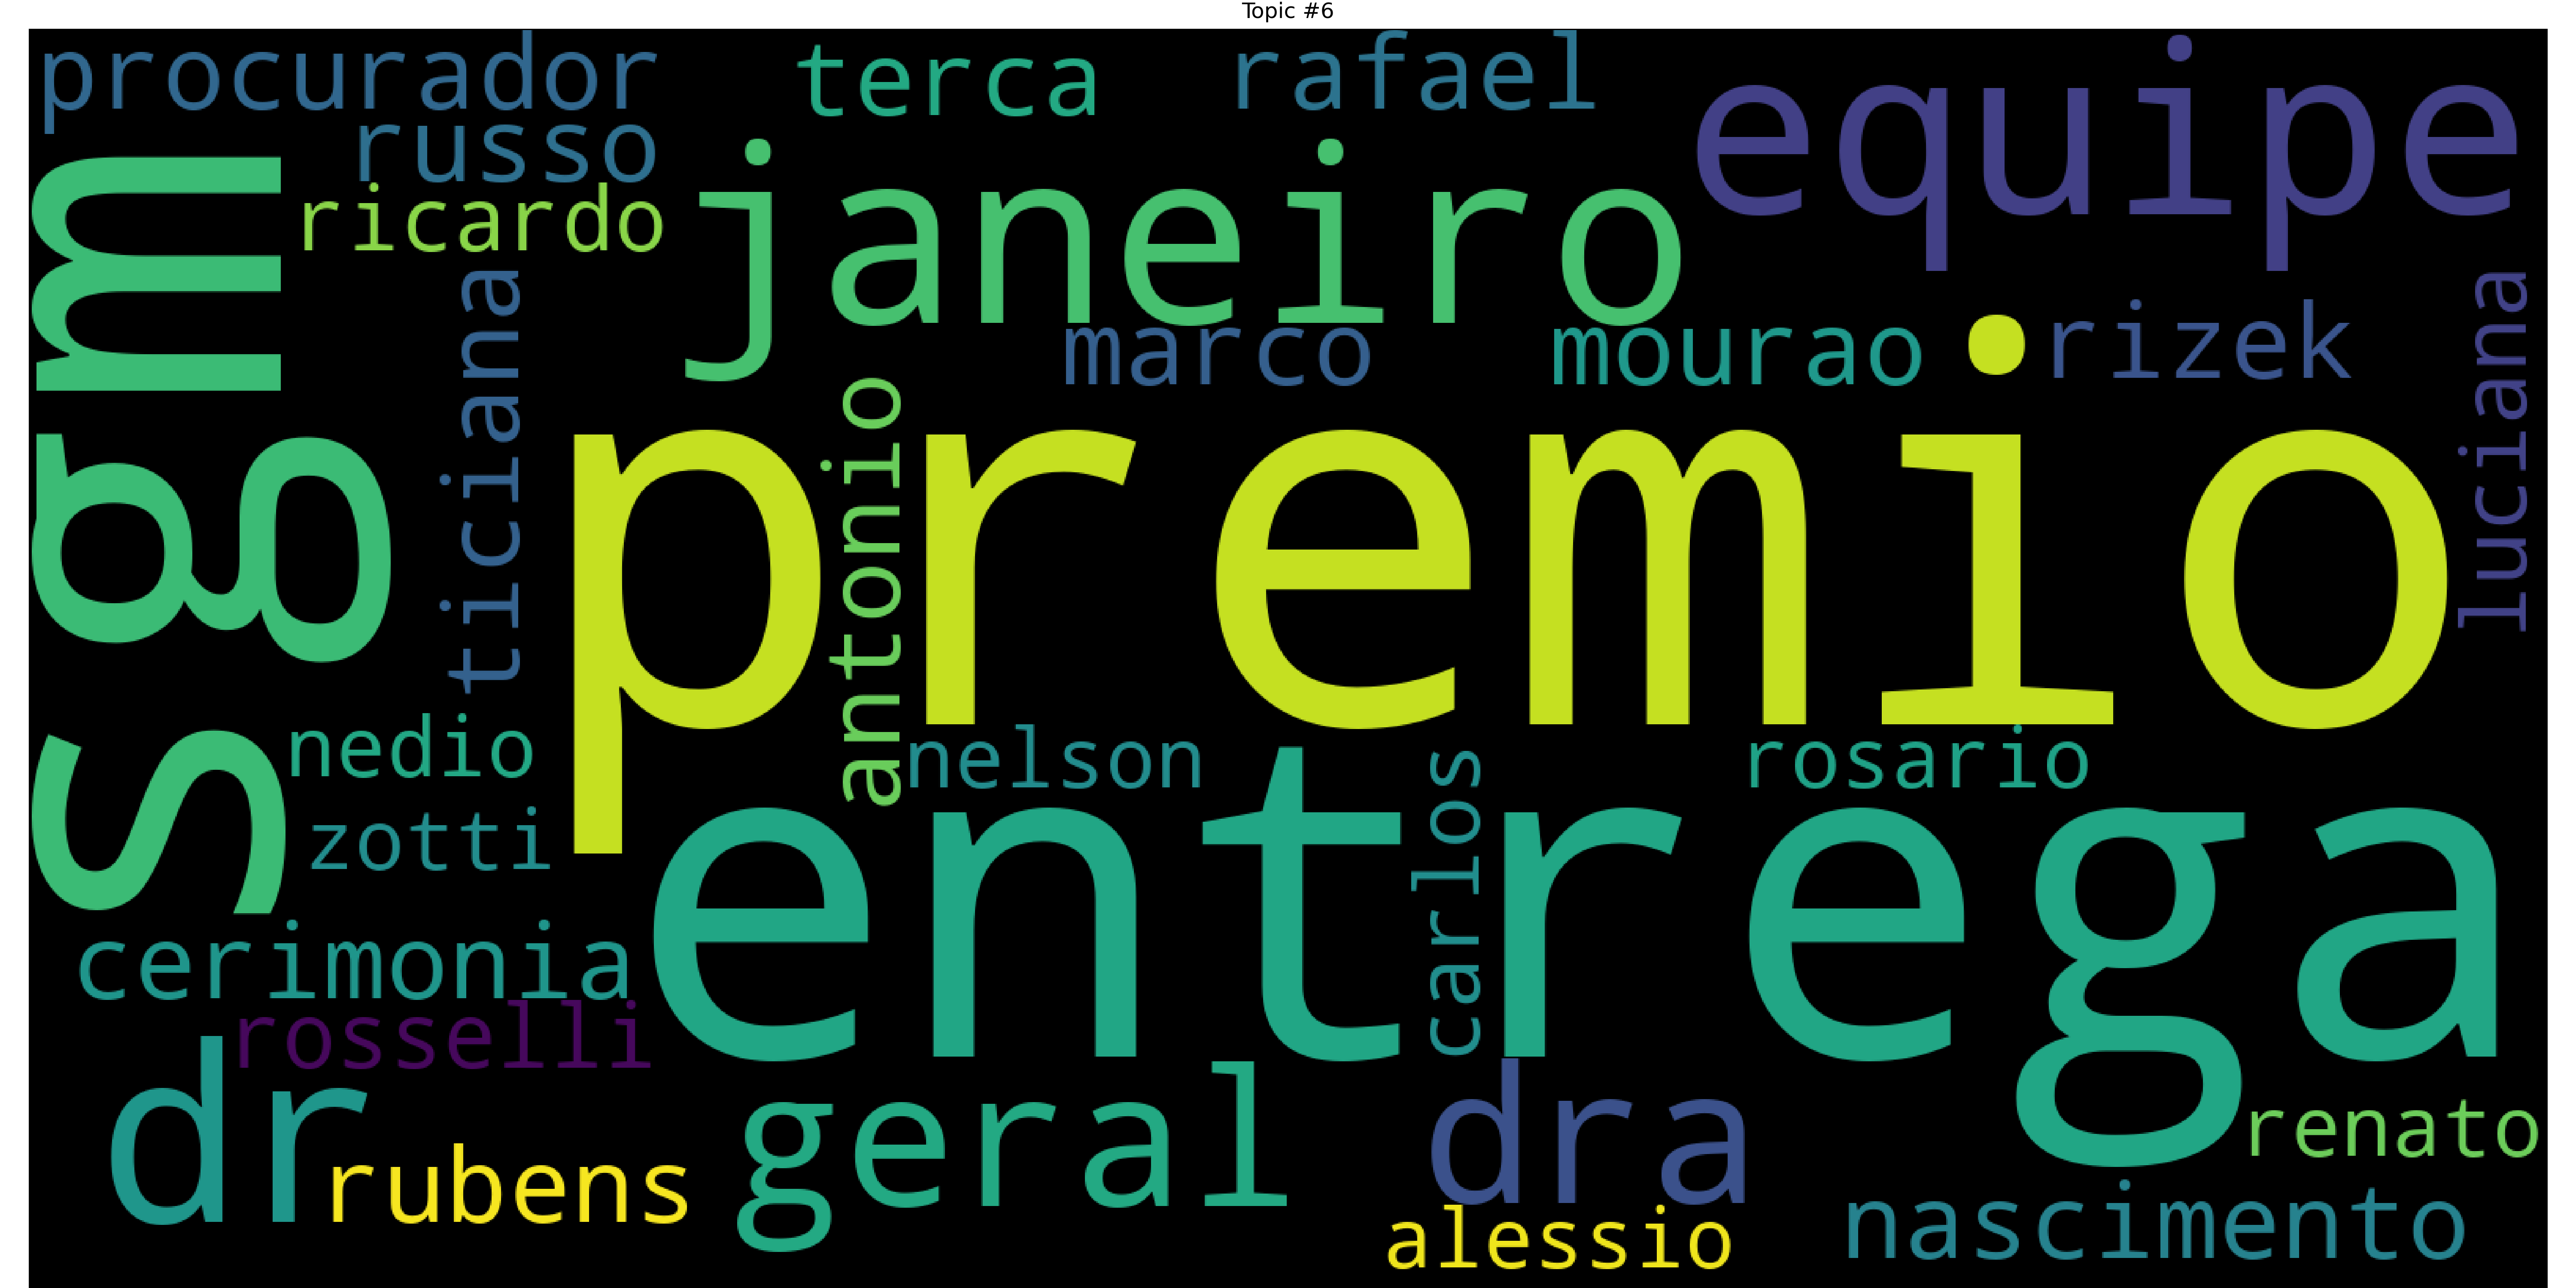 Topic #6
procurador
terca
rafael
equipe
russo
ricardo
janeiro
sgm
ticiana
marco
mourao
rizek
luciana
antonio
premio
nedio
nelson
rosario
zotti
carlos
entrega
cerimonia
rosselli
dr
rubens
geral
dra
renato
alessio
nascimento